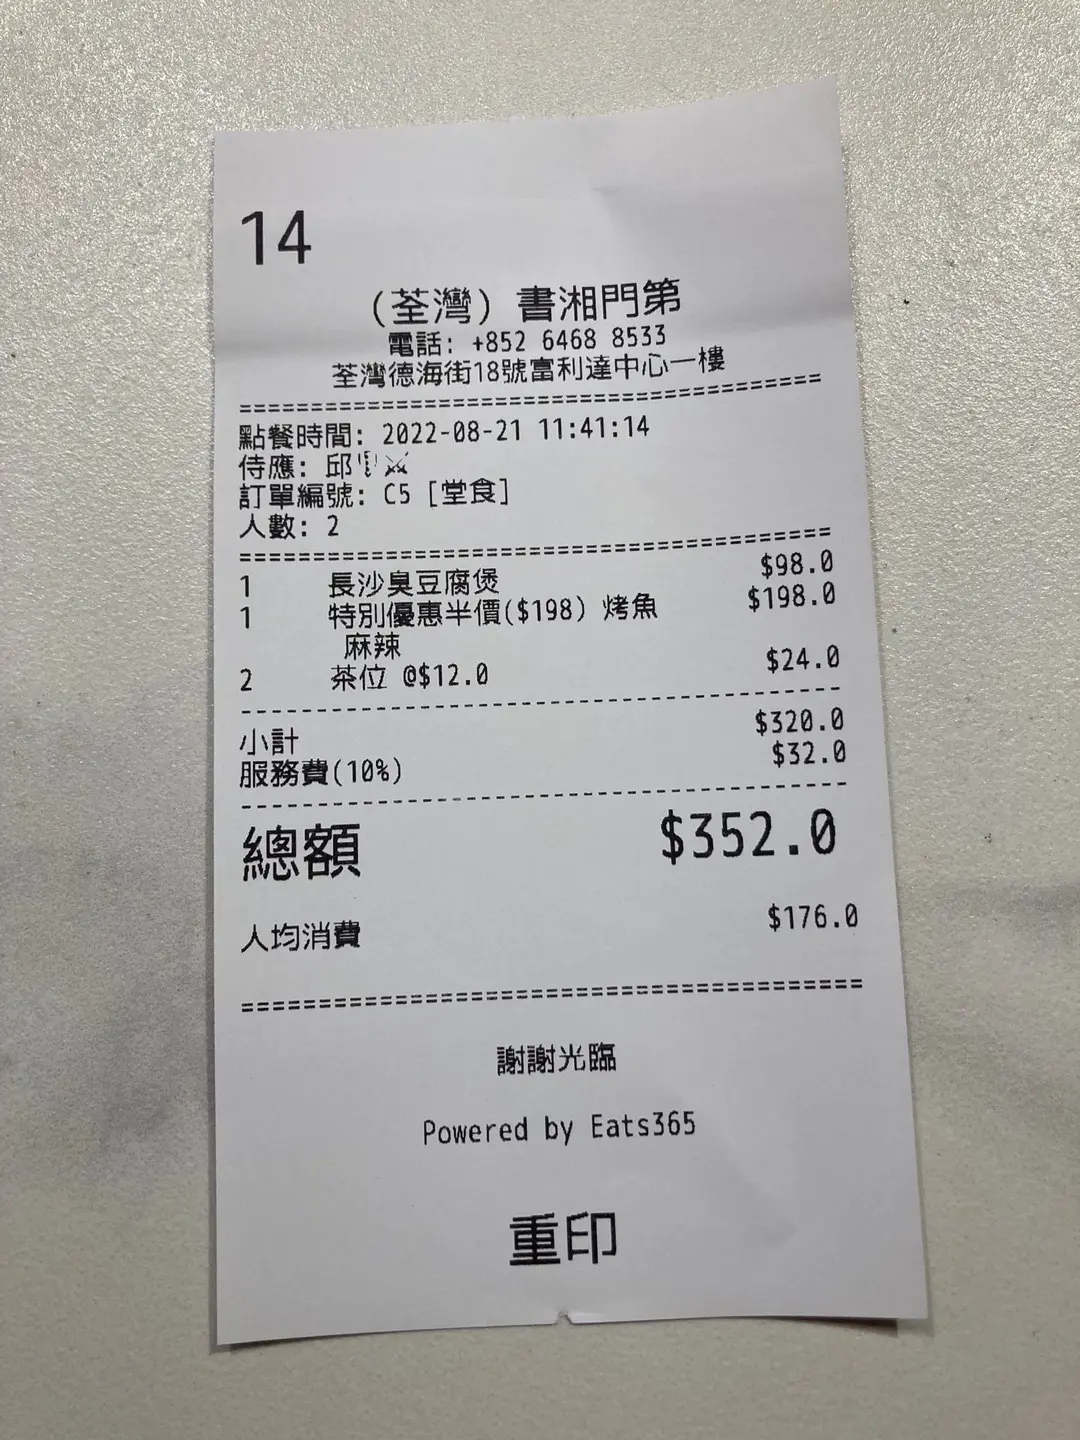 14
(荃灣) 書湘門第
電話: +852 6468 8533
荃灣德海街18號富利達中心一樓
========================================
點餐時間: 2022-08-21 11:41:14
侍應: 邱
訂單編號: C5 [堂食]
人數: 2
========================================
1 長沙臭豆腐煲 $98.0
1 特別優惠半價($198) 烤魚 $198.0
麻辣
2 茶位 @$12.0 $24.0
----------------------------------------
小計 $320.0
服務費(10%) $32.0
----------------------------------------
總額 $352.0
人均消費 $176.0
========================================
謝謝光臨
Powered by Eats365
重印